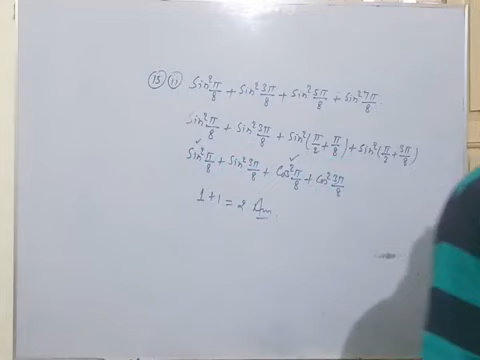 (15) (11) Sin²π/8 + Sin²3π/8 + Sin²5π/8 + Sin²7π/8.
Sin²π/8 + Sin²3π/8 + Sin²(π/2 + π/8) + Sin²(π/2 + 3π/8)
Sin²π/8 + Sin²3π/8 + Cos²π/8 + Cos²3π/8
1+1 = 2 Ans.